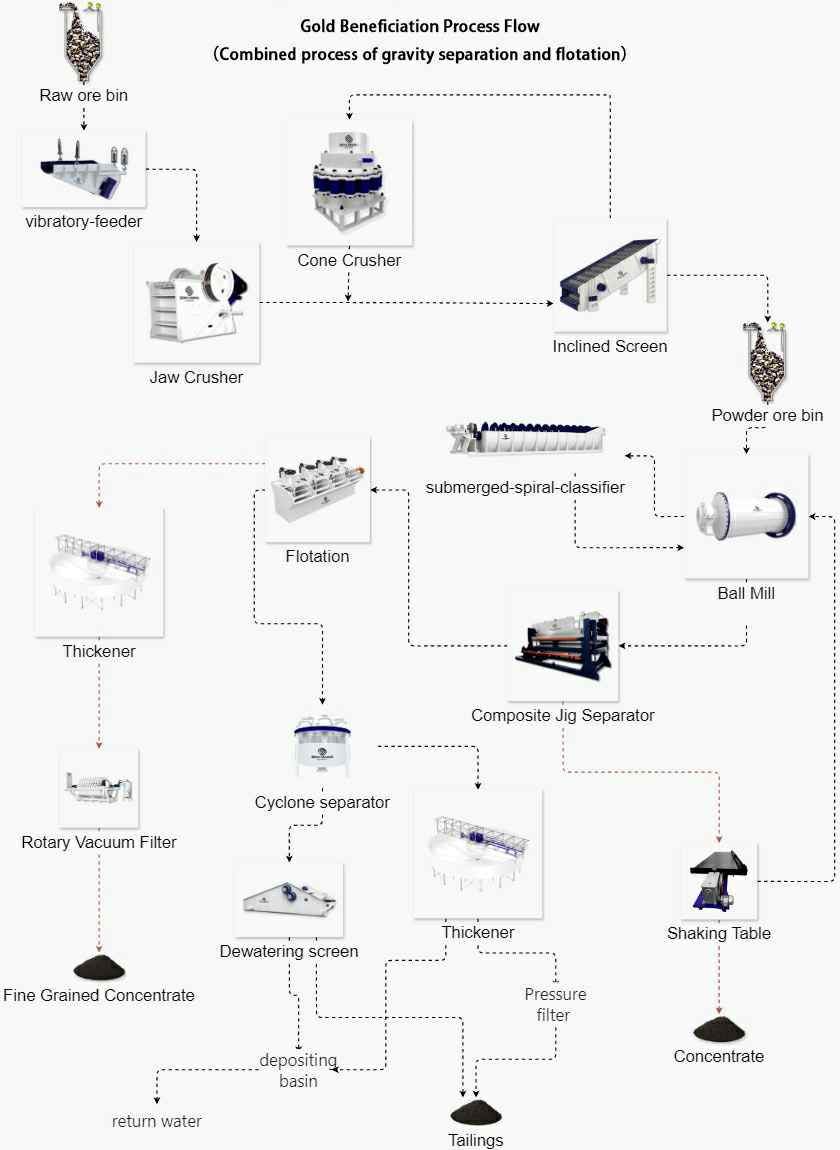 Gold Beneficiation Process Flow
(Combined process of gravity separation and flotation)
Raw ore bin
vibratory-feeder
Cone Crusher
Inclined Screen
Jaw Crusher
Powder ore bin
submerged-spiral-classifier
Flotation
Ball Mill
Thickener
Composite Jig Separator
Cyclone separator
Rotary Vacuum Filter
Thickener
Shaking Table
Dewatering screen
Fine Grained Concentrate
Pressure
filter
Concentrate
depositing
basin
return water
Tailings